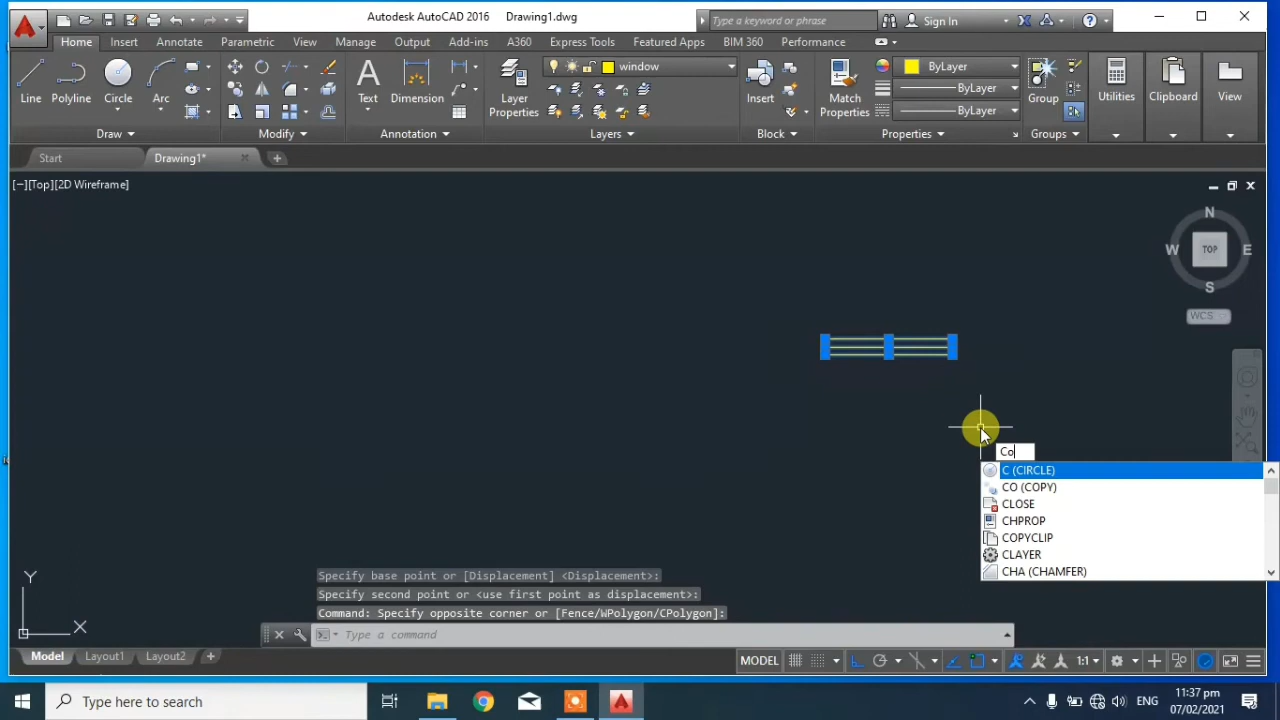 Autodesk AutoCAD 2016 Drawing1.dwg
Type a keyword or phrase
Sign In
Home Insert Annotate Parametric View Manage Output Add-ins A360 Express Tools Featured Apps BIM 360 Performance
window
ByLayer
ByLayer
ByLayer
Line Polyline Circle Arc
Text Dimension
Layer Properties
Insert
Match Properties
Group
Utilities
Clipboard
View
Draw Modify Annotation Layers Block Properties Groups
Start Drawing1*
[−][Top][2D Wireframe]
N
W TOP E
S
WCS
Co
C (CIRCLE)
CO (COPY)
CLOSE
CHPROP
COPYCLIP
CLAYER
CHA (CHAMFER)
Y
X
Specify base point or [Displacement] <Displacement>:
Specify second point or <use first point as displacement>:
Command: Specify opposite corner or [Fence/WPolygon/CPolygon]:
Type a command
Model Layout1 Layout2
MODEL 1:1
Type here to search
ENG
11:37 pm
07/02/2021